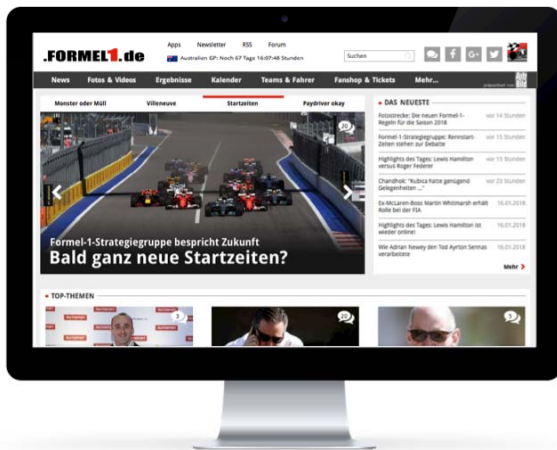 Apps Newsletter RSS Forum
.FORMEL1.de
Australien GP: Noch 67 Tage 16:07:48 Stunden
Suchen
News Fotos & Videos Ergebnisse Kalender Teams & Fahrer Fanshop & Tickets Mehr...
präsentiert von
Monster oder Müll Villeneuve Startzeiten Paydriver okay
20
Formel-1-Strategiegruppe bespricht Zukunft
Bald ganz neue Startzeiten?
DAS NEUESTE
Fotostrecke: Die neuen Formel-1- vor 14 Stunden
Regeln für die Saison 2018
Formel-1-Strategiegruppe: Rennstart- vor 15 Stunden
Zeiten stehen zur Debatte
Highlights des Tages: Lewis Hamilton vor 15 Stunden
versus Roger Federer
Chandhok: "Kubica hatte genügend vor 23 Stunden
Gelegenheiten ..."
Ex-McLaren-Boss Martin Whitmarsh erhält 16.01.2018
Rolle bei der FIA
Highlights des Tages: Lewis Hamilton ist 16.01.2018
wieder online!
Wie Adrian Newey den Tod Ayrton Sennas 16.01.2018
verarbeitete
Mehr
TOP-THEMEN
3
20
5